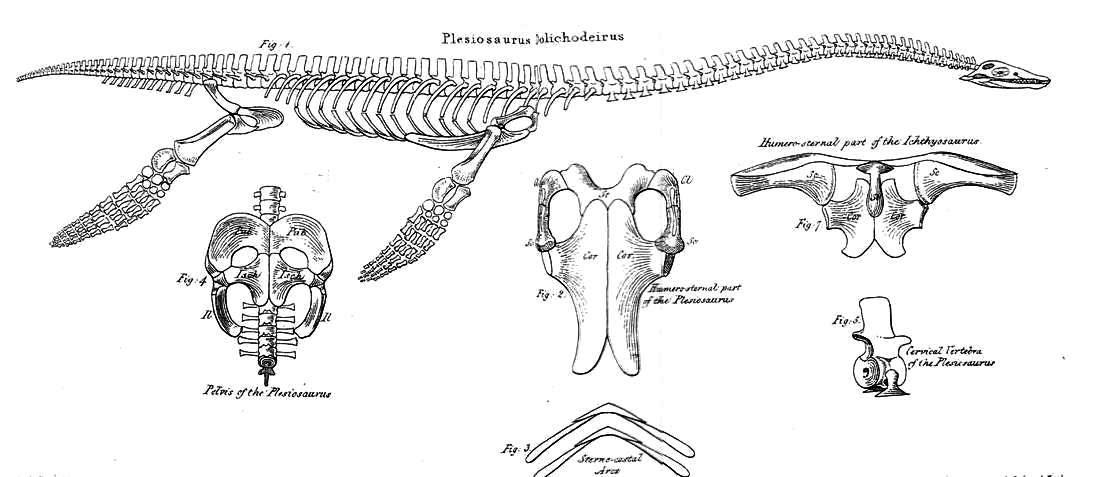 Plesiosaurus Dolichodeirus
Fig. 1.
Humero-sternal part of the Ichthyosaurus.
Sc
Sc
St
Cor
Cor
Fig. 7
Cl
Cl
St
Sc
Sc
Cor
Cor
Fig. 2.
Humero-sternal part
of the Plesiosaurus
Pub
Pub
Fig. 4
Isch
Isch
Il
Il
Pelvis of the Plesiosaurus
Fig. 5.
Cervical Vertebra
of the Plesiosaurus
Fig. 3.
Sterno-costal
Arcs